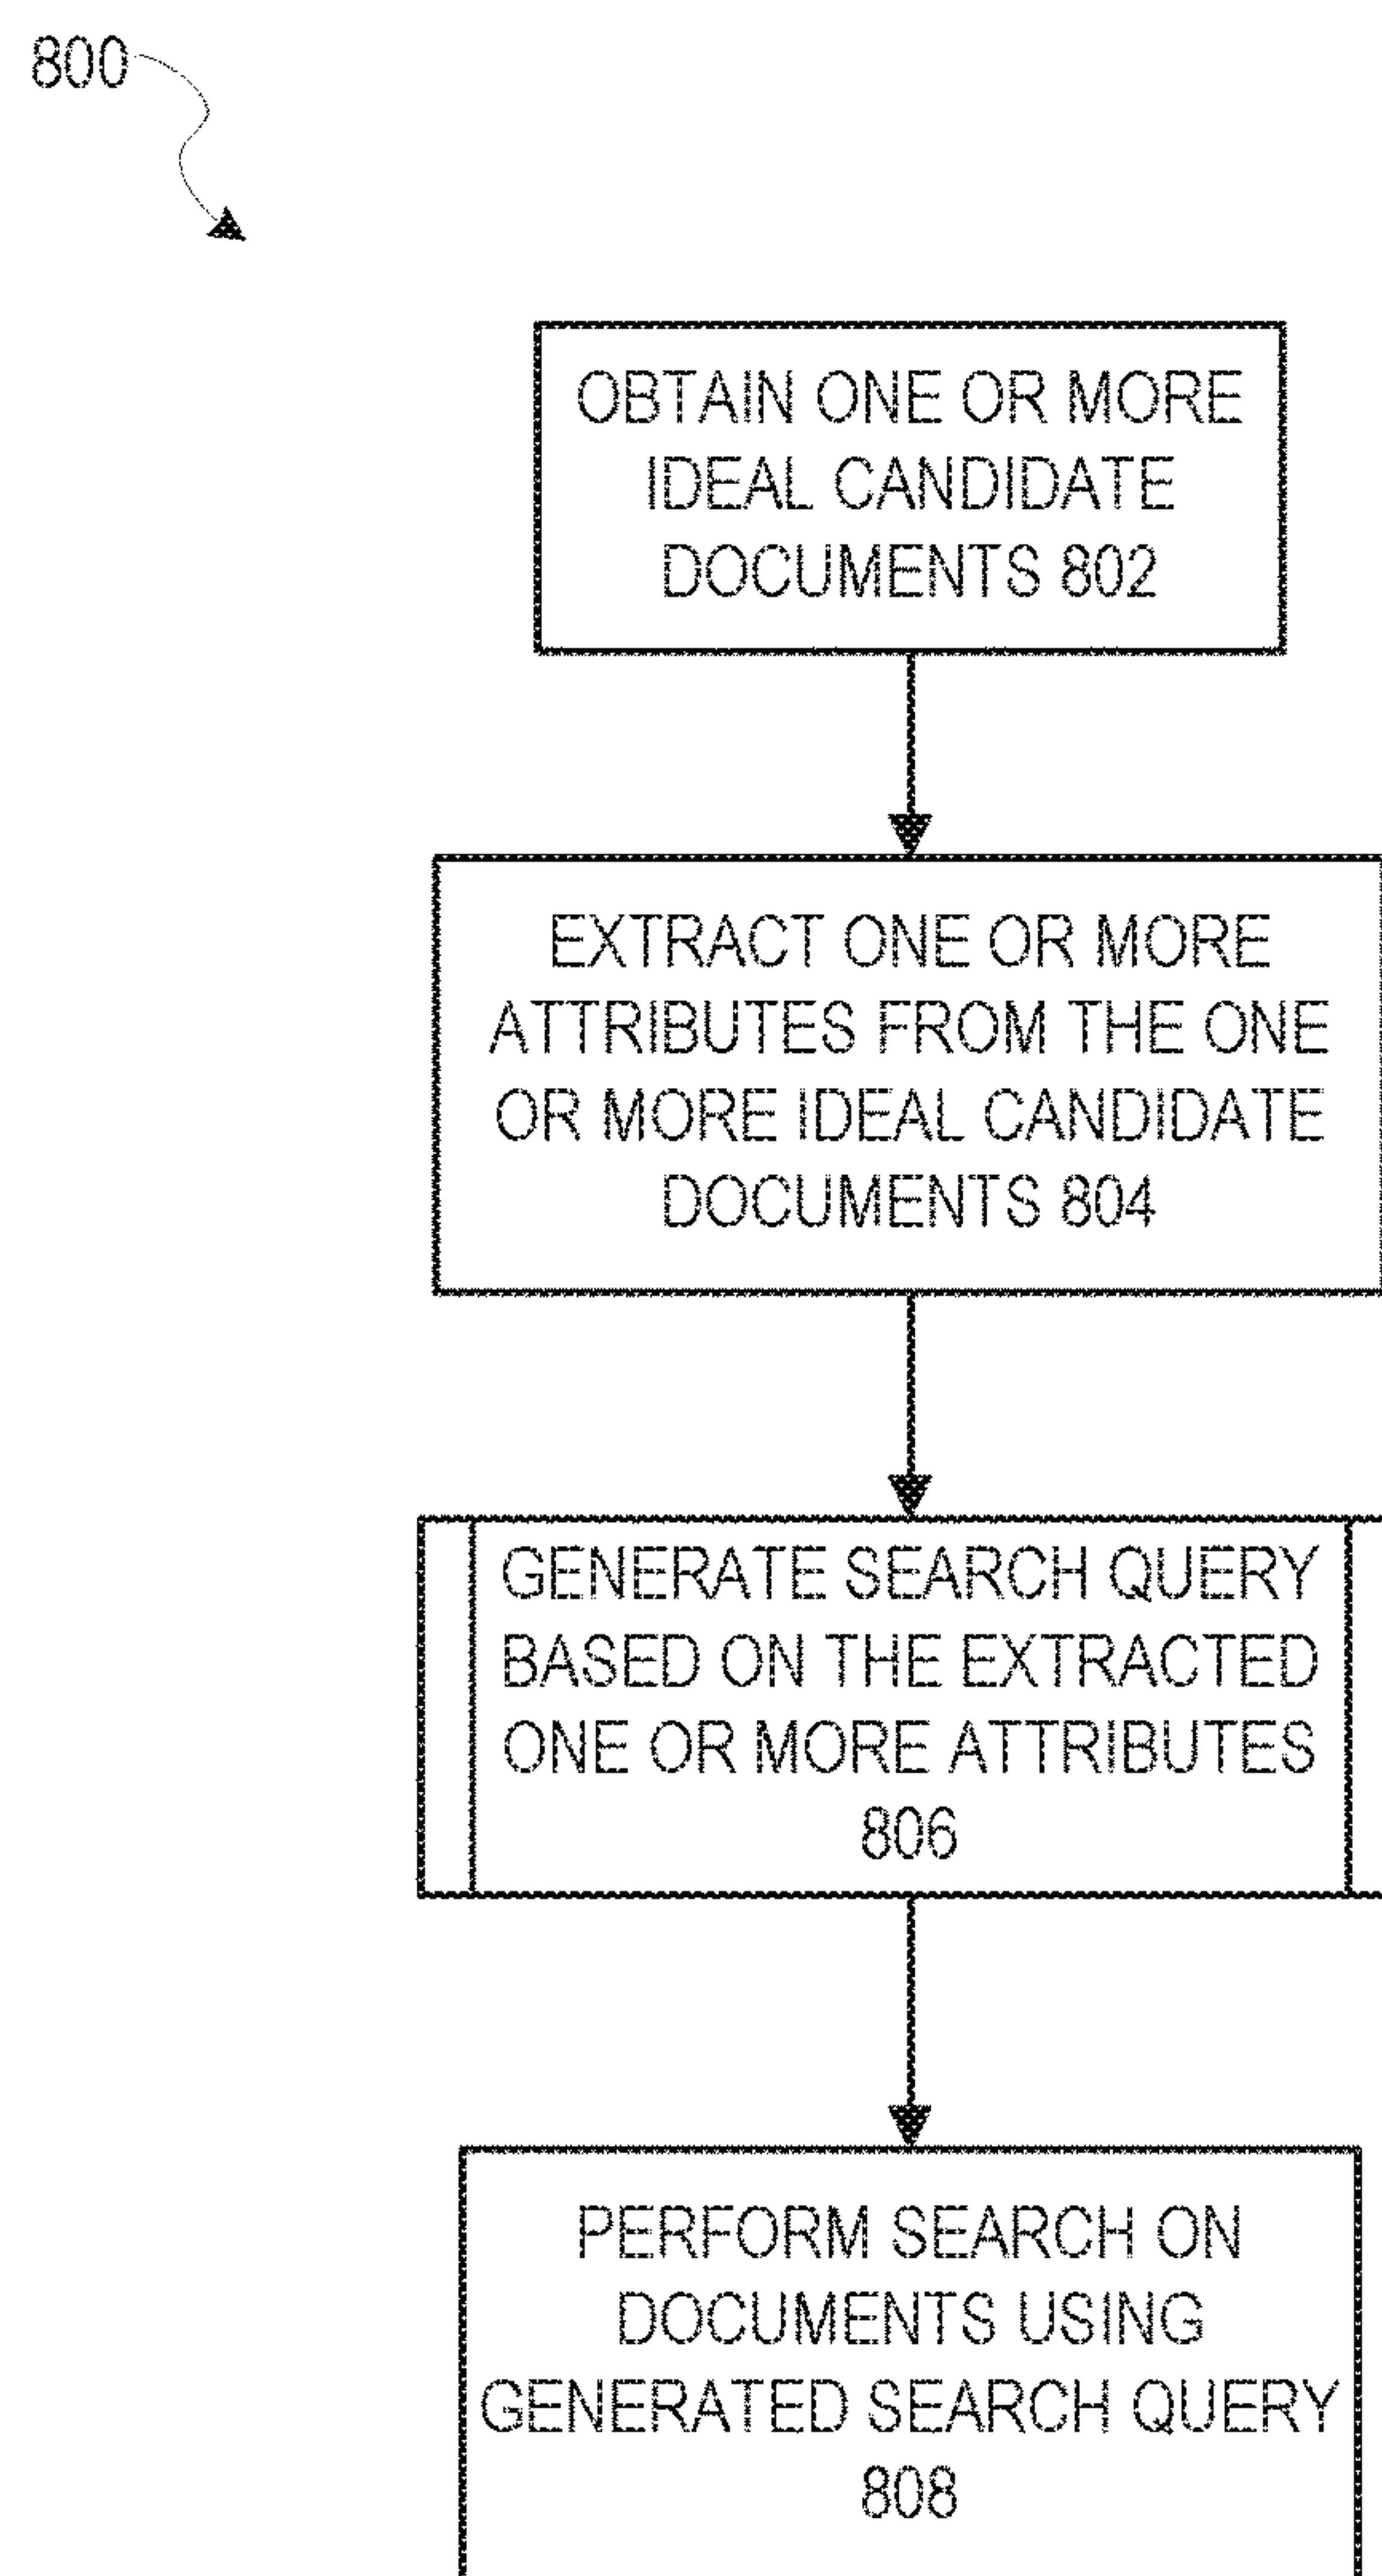 800
OBTAIN ONE OR MORE
IDEAL CANDIDATE
DOCUMENTS 802
EXTRACT ONE OR MORE
ATTRIBUTES FROM THE ONE
OR MORE IDEAL CANDIDATE
DOCUMENTS 804
GENERATE SEARCH QUERY
BASED ON THE EXTRACTED
ONE OR MORE ATTRIBUTES
806
PERFORM SEARCH ON
DOCUMENTS USING
GENERATED SEARCH QUERY
808